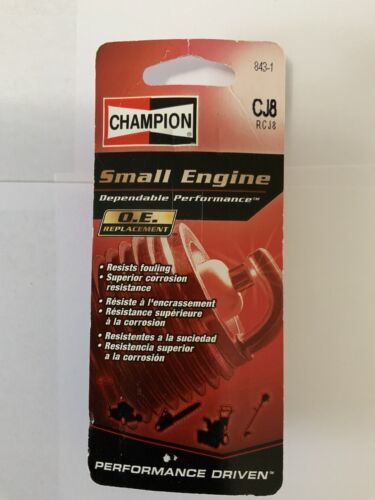 843-1
CJ8
RCJ8
CHAMPION
®
Small Engine
Dependable Performance™
O.E.
REPLACEMENT
• Resists fouling
• Superior corrosion
resistance
• Résiste à l'encrassement
• Résistance supérieure
à la corrosion
• Resistentes a la suciedad
• Resistencia superior
a la corrosión
PERFORMANCE DRIVEN™